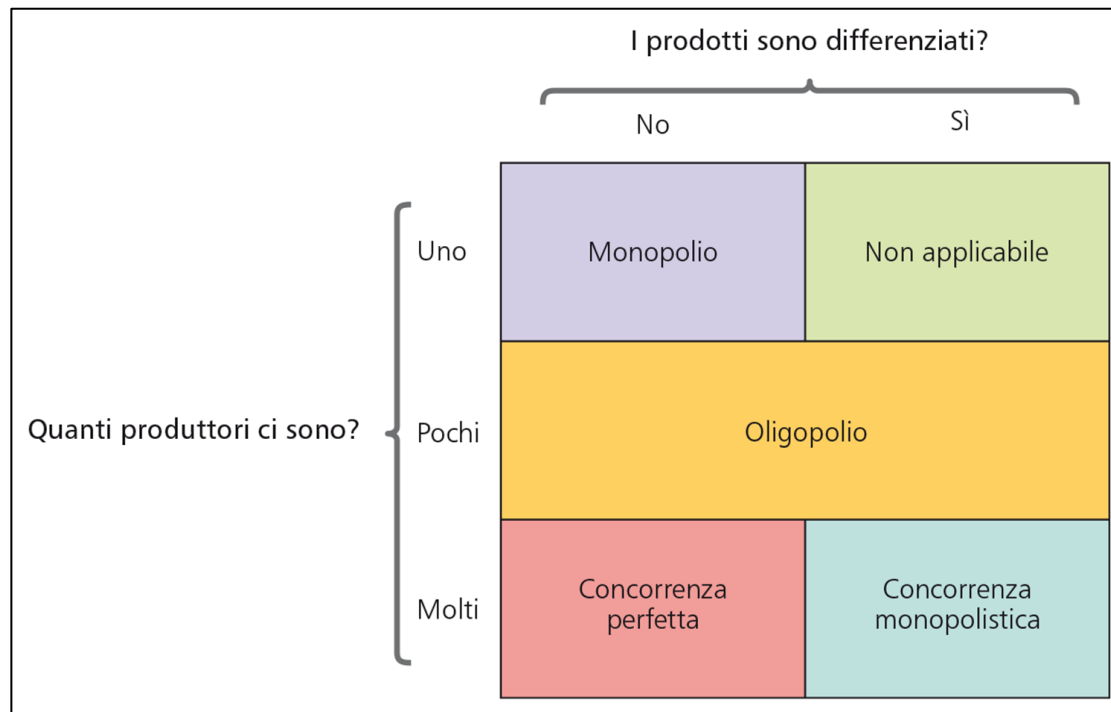 I prodotti sono differenziati?
No
Sì
Uno
Monopolio
Non applicabile
Quanti produttori ci sono?
Pochi
Oligopolio
Molti
Concorrenza
perfetta
Concorrenza
monopolistica